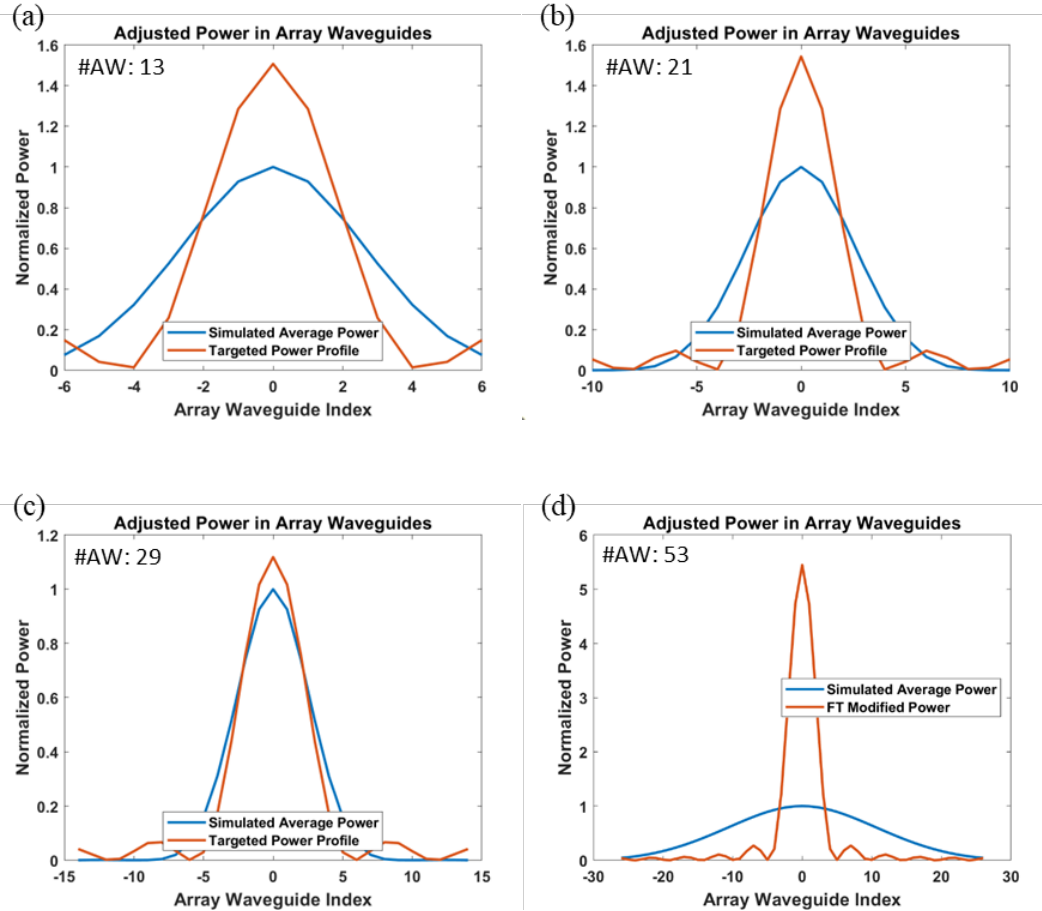 (a)
Adjusted Power in Array Waveguides
#AW: 13
Normalized Power
1.6
1.4
1.2
1
0.8
0.6
0.4
0.2
0
Simulated Average Power
Targeted Power Profile
-6 -4 -2 0 2 4 6
Array Waveguide Index
(b)
Adjusted Power in Array Waveguides
#AW: 21
Normalized Power
1.6
1.4
1.2
1
0.8
0.6
0.4
0.2
0
Simulated Average Power
Targeted Power Profile
-10 -5 0 5 10
Array Waveguide Index
(c)
Adjusted Power in Array Waveguides
#AW: 29
Normalized Power
1.2
1
0.8
0.6
0.4
0.2
0
Simulated Average Power
Targeted Power Profile
-15 -10 -5 0 5 10 15
Array Waveguide Index
(d)
Adjusted Power in Array Waveguides
#AW: 53
Normalized Power
6
5
4
3
2
1
0
Simulated Average Power
FT Modified Power
-30 -20 -10 0 10 20 30
Array Waveguide Index